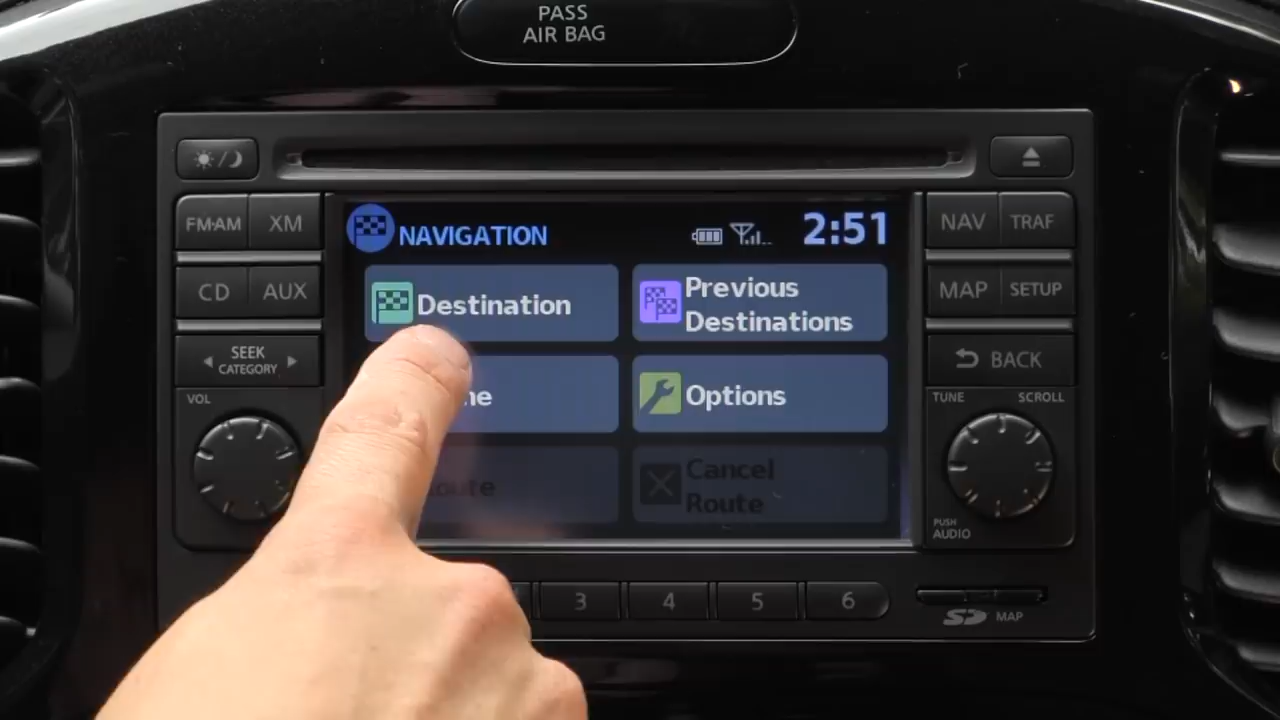 PASS
AIR BAG
FM·AM
XM
NAVIGATION
2:51
NAV
TRAF
CD
AUX
Destination
Previous
Destinations
MAP
SETUP
SEEK
CATEGORY
Options
BACK
VOL
TUNE
SCROLL
Cancel
Route
PUSH
AUDIO
3
4
5
6
SD
MAP